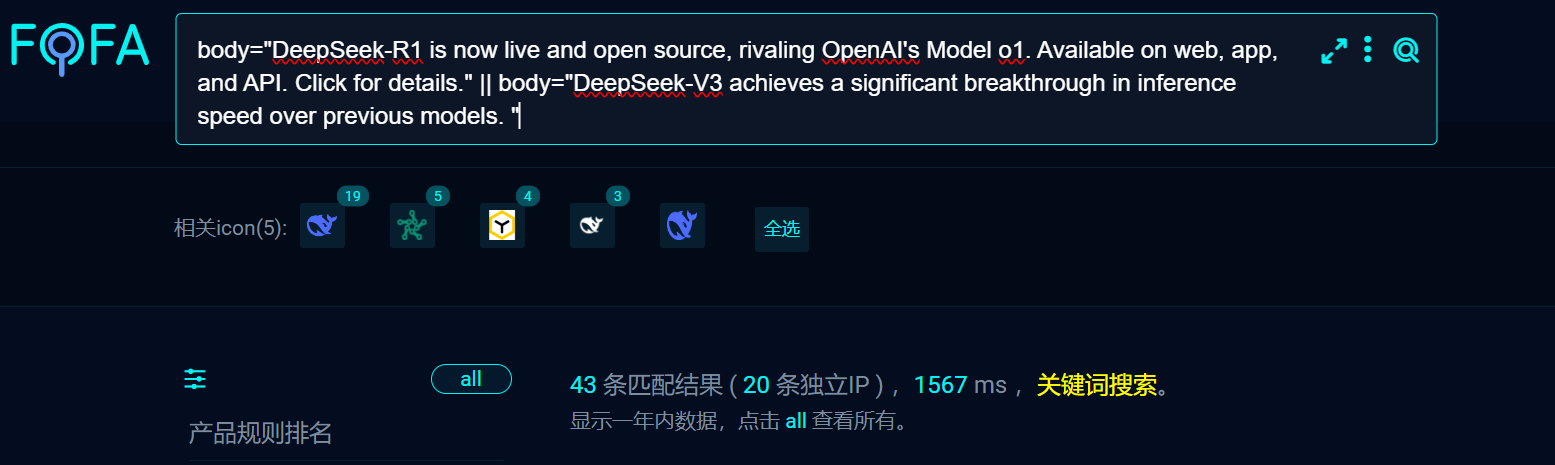 FOFA
body="DeepSeek-R1 is now live and open source, rivaling OpenAI's Model o1. Available on web, app,
and API. Click for details." || body="DeepSeek-V3 achieves a significant breakthrough in inference
speed over previous models. "
相关icon(5):
19
5
4
3
全选
all
43 条匹配结果 ( 20 条独立IP ) ，1567 ms ，关键词搜索。
显示一年内数据，点击 all 查看所有。
产品规则排名